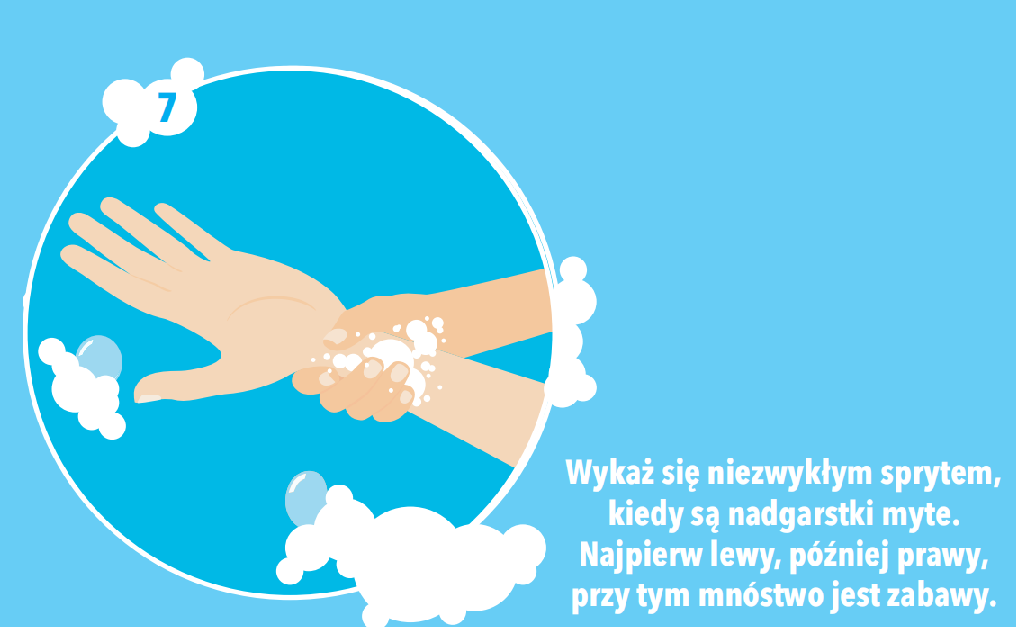 7
Wykaż się niezwykłym sprytem,
kiedy są nadgarstki myte.
Najpierw lewy, później prawy,
przy tym mnóstwo jest zabawy.